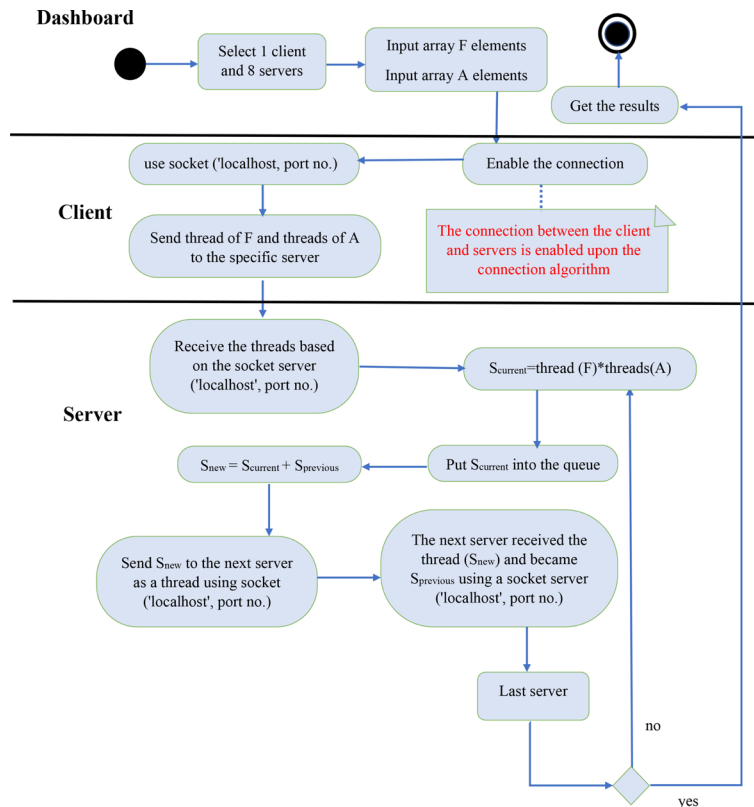 Dashboard
Select 1 client
and 8 servers
Input array F elements
Input array A elements
Get the results
use socket ('localhost, port no.)
Enable the connection
Client
Send thread of F and threads of A
to the specific server
The connection between the client
and servers is enabled upon the
connection algorithm
Receive the threads based
on the socket server
('localhost', port no.)
Scurrent=thread (F)*threads(A)
Server
Snew = Scurrent + Sprevious
Put Scurrent into the queue
Send Snew to the next server
as a thread using socket
('localhost', port no.)
The next server received the
thread (Snew) and became
Sprevious using a socket server
('localhost', port no.)
Last server
no
yes